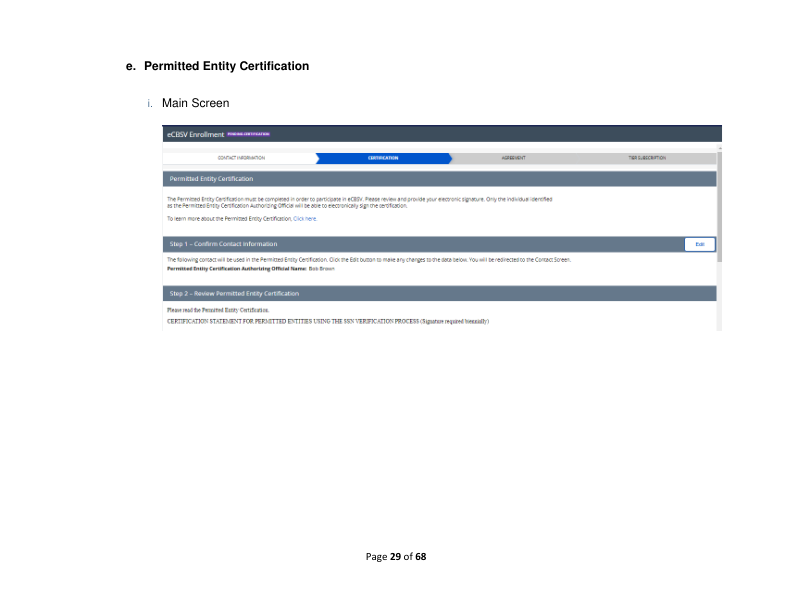 e. Permitted Entity Certification
i. Main Screen
eCBSV Enrollment PENDING CERTIFICATION
CONTACT INFORMATION CERTIFICATION AGREEMENT TIER SUBSCRIPTION
Permitted Entity Certification
The Permitted Entity Certification must be completed in order to participate in eCBSV. Please review and provide your electronic signature. Only the individual identified
as the Permitted Entity Certification Authorizing Official will be able to electronically sign the certification.
To learn more about the Permitted Entity Certification, Click here.
Step 1 – Confirm Contact Information Edit
The following contact will be used in the Permitted Entity Certification. Click the Edit button to make any changes to the data below. You will be redirected to the Contact Screen.
Permitted Entity Certification Authorizing Official Name: Bob Brown
Step 2 – Review Permitted Entity Certification
Please read the Permitted Entity Certification.
CERTIFICATION STATEMENT FOR PERMITTED ENTITIES USING THE SSN VERIFICATION PROCESS (Signature required biennially)
Page 29 of 68